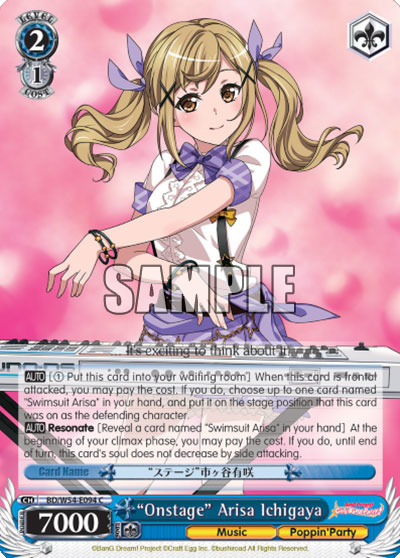 LEVEL
2
1
COST
SAMPLE
It's exciting to think about it.
AUTO [① Put this card into your waiting room] When this card is frontal
attacked, you may pay the cost. If you do, choose up to one card named
"Swimsuit Arisa" in your hand, and put it on the stage position that this card
was on as the defending character.
AUTO Resonate [Reveal a card named "Swimsuit Arisa" in your hand] At the
beginning of your climax phase, you may pay the cost. If you do, until end
of turn, this card's soul does not decrease by side attacking.
Card Name
"ステージ"市ヶ谷有咲
CH BD/W54-E094 C
POWER
7000
"Onstage" Arisa Ichigaya
Music
Poppin'Party
©BanG Dream! Project ©Craft Egg Inc. ©bushiroad All Rights Reserved.